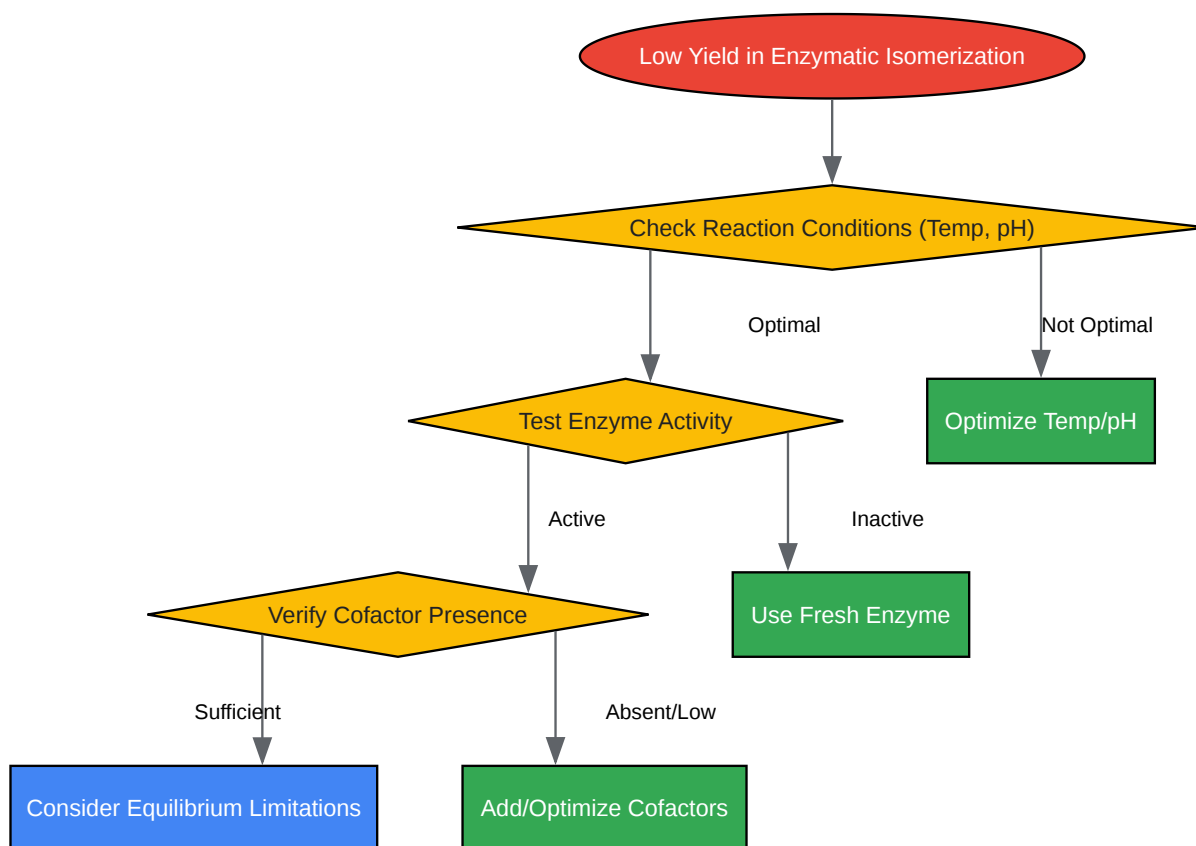 Low Yield in Enzymatic Isomerization
Check Reaction Conditions (Temp, pH)
Optimal
Not Optimal
Test Enzyme Activity
Optimize Temp/pH
Active
Inactive
Verify Cofactor Presence
Use Fresh Enzyme
Sufficient
Absent/Low
Consider Equilibrium Limitations
Add/Optimize Cofactors